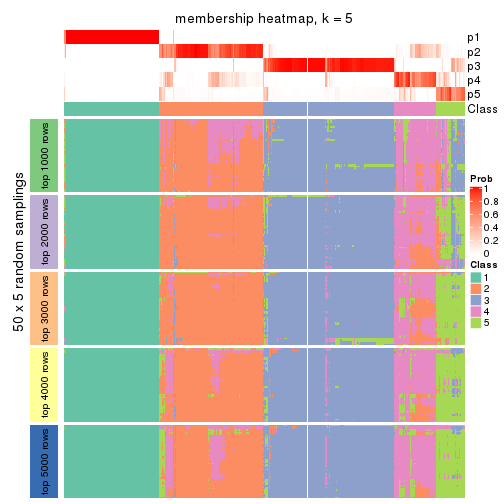 membership heatmap, k = 5
p1
p2
p3
p4
p5
Class
50 x 5 random samplings
top 1000 rows
top 2000 rows
top 3000 rows
top 4000 rows
top 5000 rows
Prob
1
0.8
0.6
0.4
0.2
0
Class
1
2
3
4
5